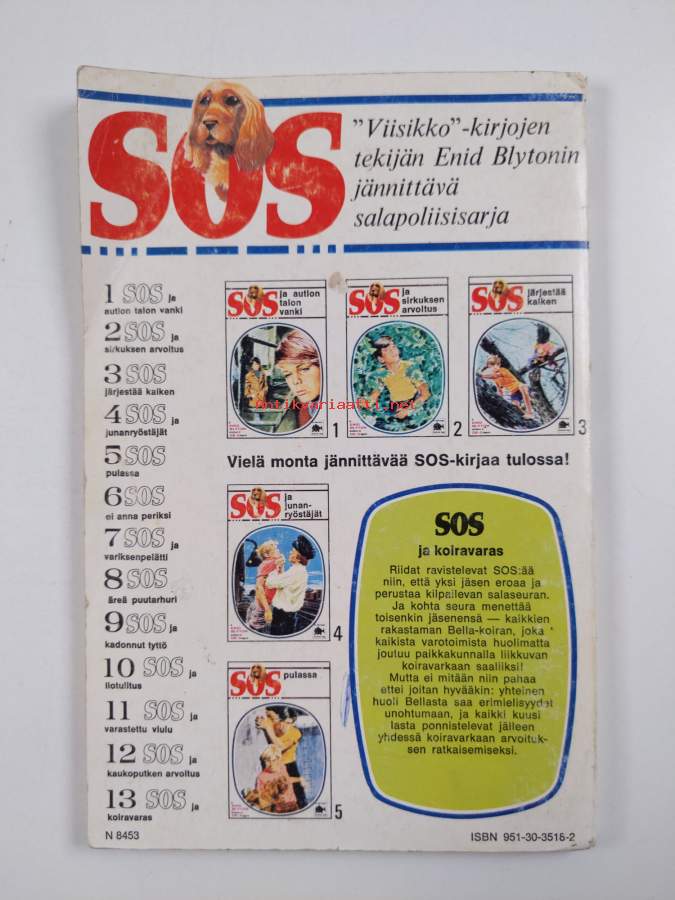 SOS
"Viisikko"-kirjojen
tekijän Enid Blytonin
jännittävä
salapoliisisarja
1 SOS ja
aution talon vanki
2 SOS ja
sirkuksen arvoitus
3 SOS
järjestää kaiken
4 SOS ja
junanryöstäjät
5 SOS
pulassa
6 SOS
ei anna periksi
7 SOS ja
variksenpelätti
8 SOS
äreä puutarhuri
9 SOS ja
kadonnut tyttö
10 SOS ja
ilotulitus
11 SOS ja
varastettu viulu
12 SOS ja
kaukoputken arvoitus
13 SOS ja
koiravaras
N 8453
SOS
ja aution
talon
vanki
1
SOS
ja
sirkuksen
arvoitus
2
SOS
järjestää
kaiken
3
antikvariaatti.net
Vielä monta jännittävää SOS-kirjaa tulossa!
SOS
ja
junan-
ryöstäjät
4
SOS
pulassa
5
SOS
ja koiravaras
Riidat ravistelevat SOS:ää
niin, että yksi jäsen eroaa ja
perustaa kilpailevan salaseuran.
Ja kohta seura menettää
toisenkin jäsenensä — kaikkien
rakastaman Bella-koiran, joka
kaikista varotoimista huolimatta
joutuu paikkakunnalla liikkuvan
koiravarkaan saaliiksi!
Mutta ei mitään niin pahaa
ettei joitan hyvääkin: yhteinen
huoli Bellasta saa erimielisyydet
unohtumaan, ja kaikki kuusi
lasta ponnistelevat jälleen
yhdessä koiravarkaan arvoituk-
sen ratkaisemiseksi.
ISBN 951-30-3516-2